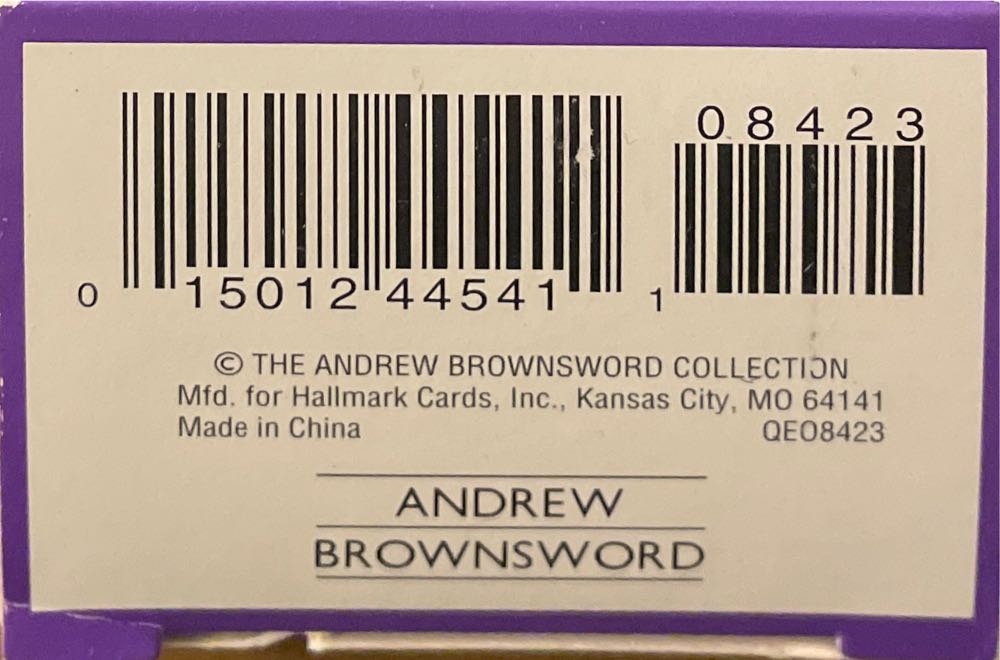 08423
0 15012 44541 1
© THE ANDREW BROWNSWORD COLLECTION
Mfd. for Hallmark Cards, Inc., Kansas City, MO 64141
Made in China QEO8423
ANDREW
BROWNSWORD